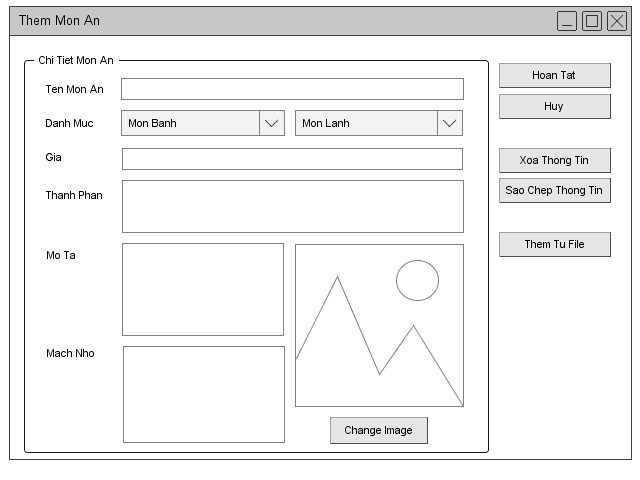 Them Mon An
Chi Tiet Mon An
Ten Mon An
Danh Muc
Mon Banh
Mon Lanh
Gia
Thanh Phan
Mo Ta
Mach Nho
Change Image
Hoan Tat
Huy
Xoa Thong Tin
Sao Chep Thong Tin
Them Tu File